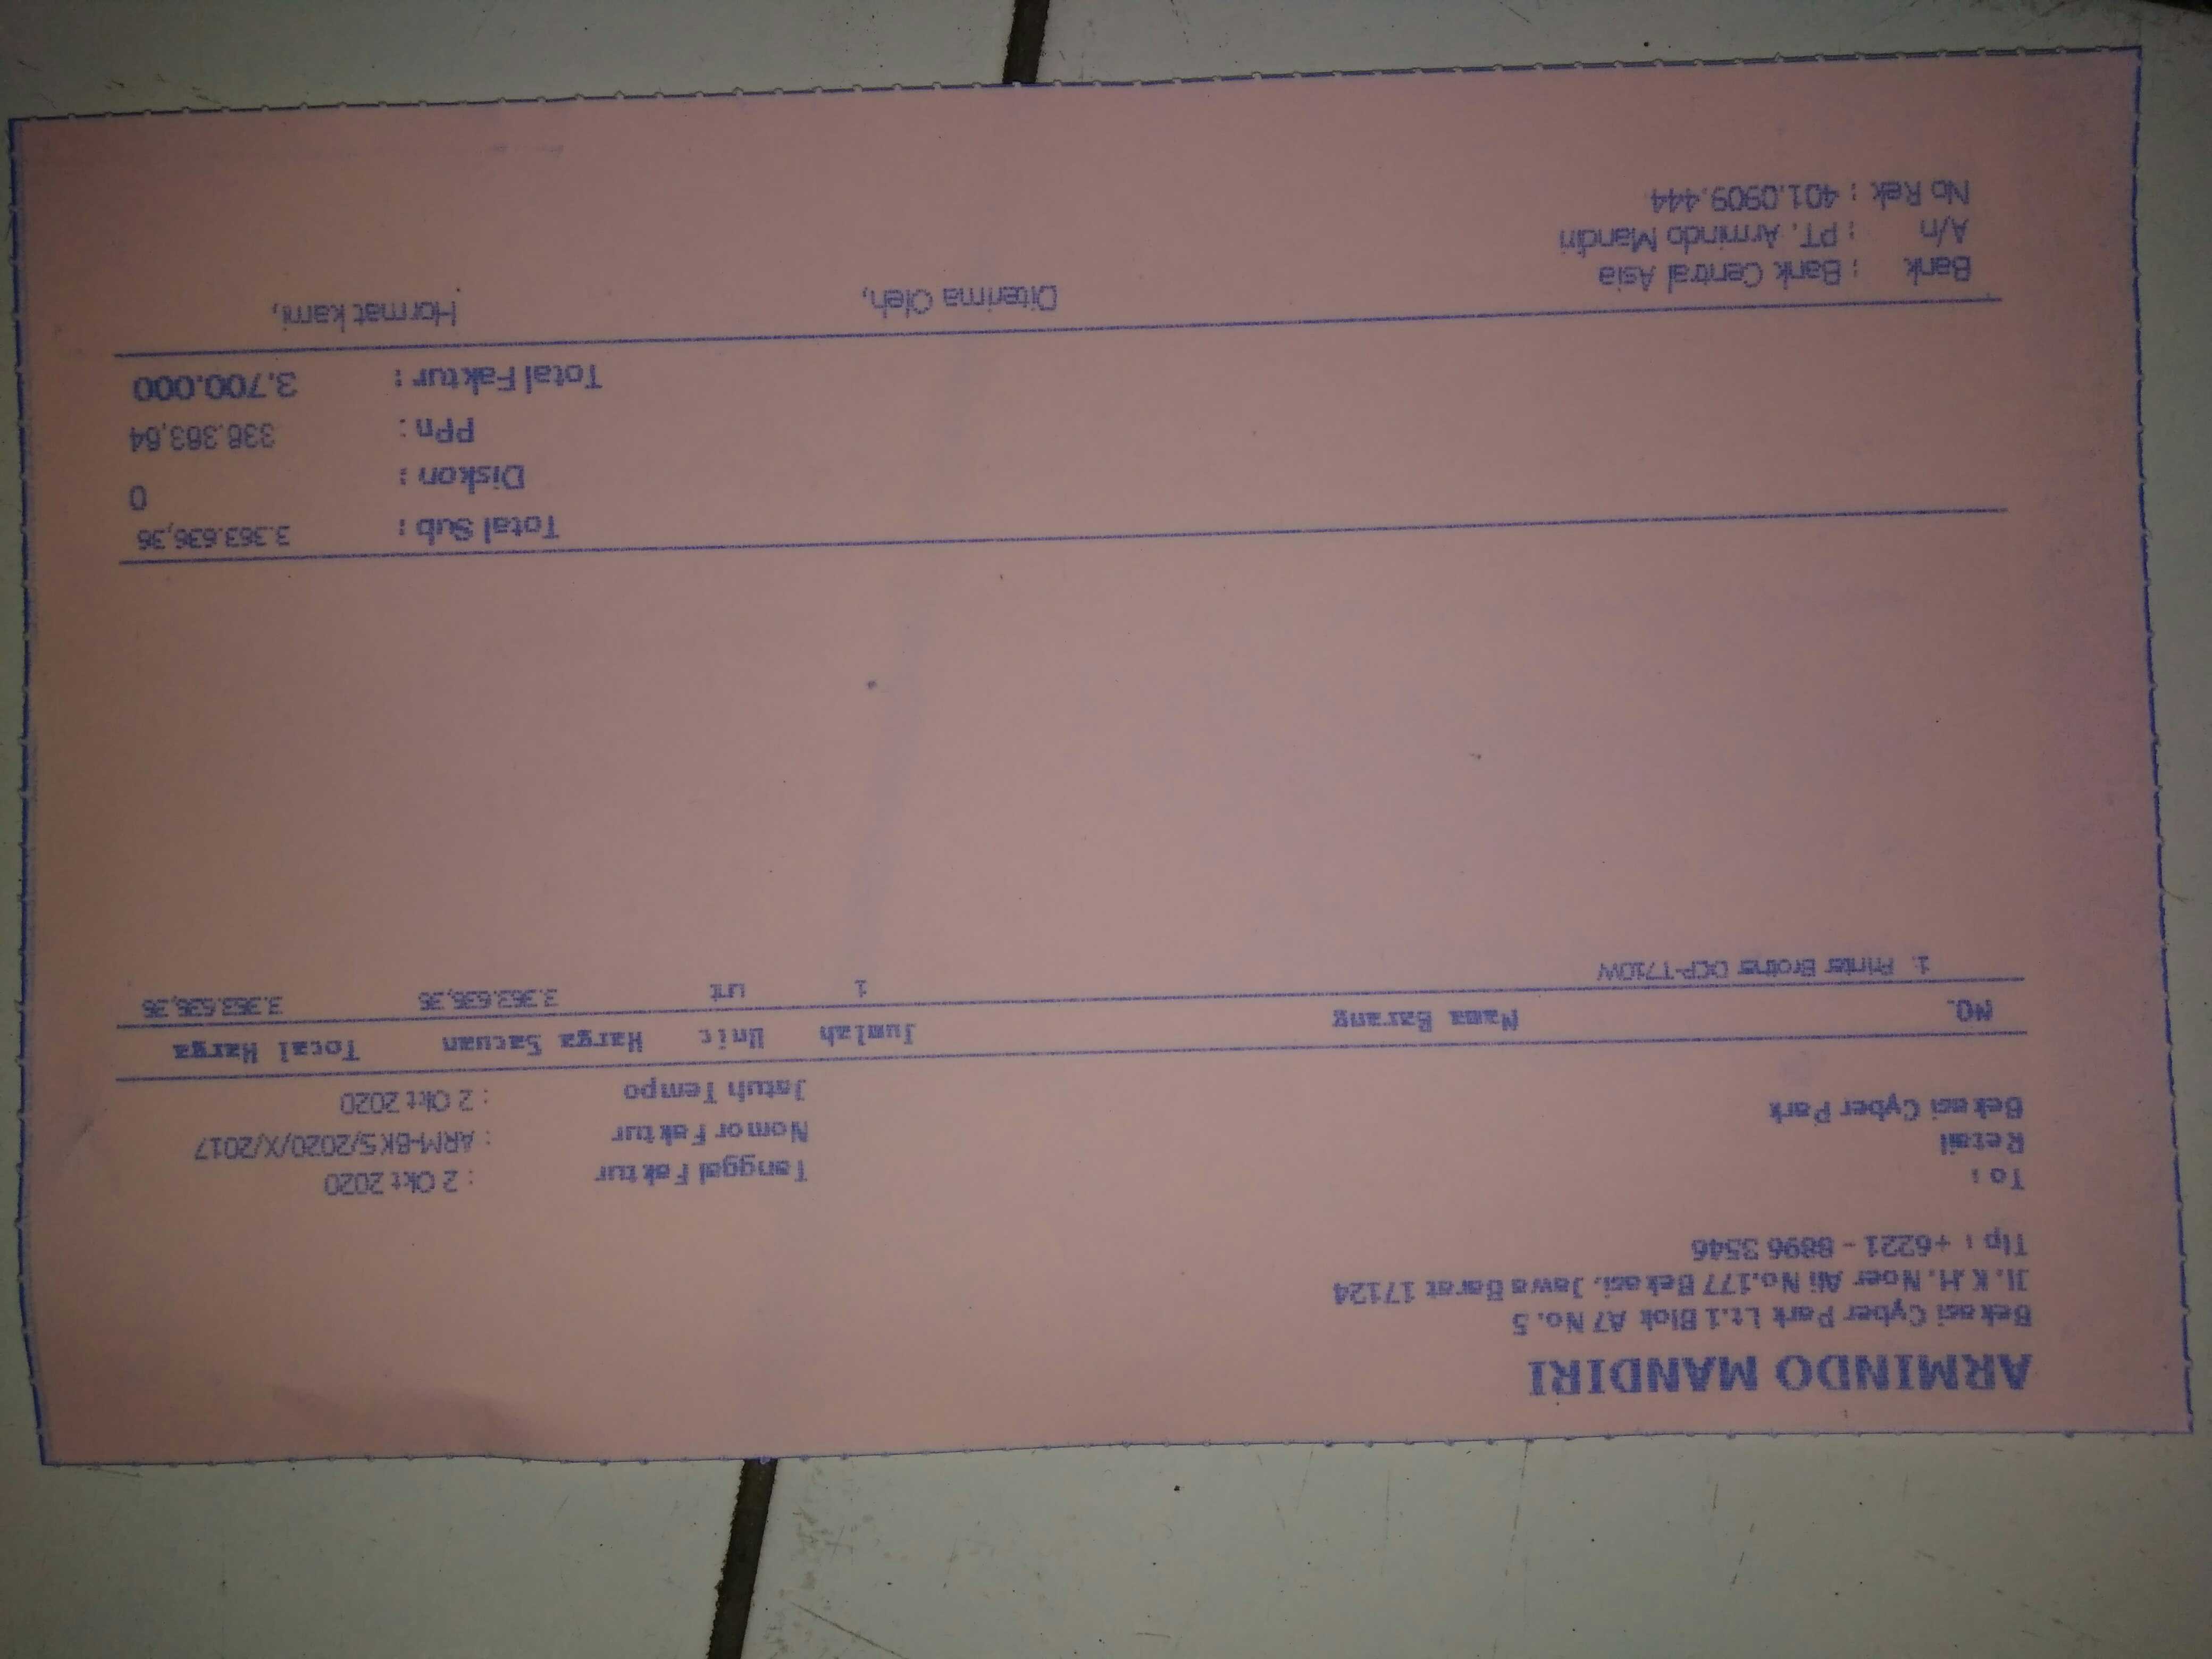 ARMINDO MANDIRI
Bekasi Cyber Park Lt.1 Blok A7 No. 5
Jl. K.H. Noer Ali No.177 Bekasi, Jawa Barat 17124
Tlp : +6221 - 8896 3546
To :
Retail
Bekasi Cyber Park
Tanggal Faktur : 2 Okt 2020
Nomor Faktur : ARM-BKS/2020/X/2017
Jatuh Tempo : 2 Okt 2020
NO. Nama Barang Jumlah Unit Harga Satuan Total Harga
1 Printer Brother DCP-T710W 1 unt 3.363.636,36 3.363.636,36
Total Sub : 3.363.636,36
Diskon : 0
PPn : 336.363,64
Total Faktur : 3.700.000
Bank : Bank Central Asia
A/n : PT. Armindo Mandiri
No Rek : 401.0909.444
Diterima Oleh,
Hormat kami,